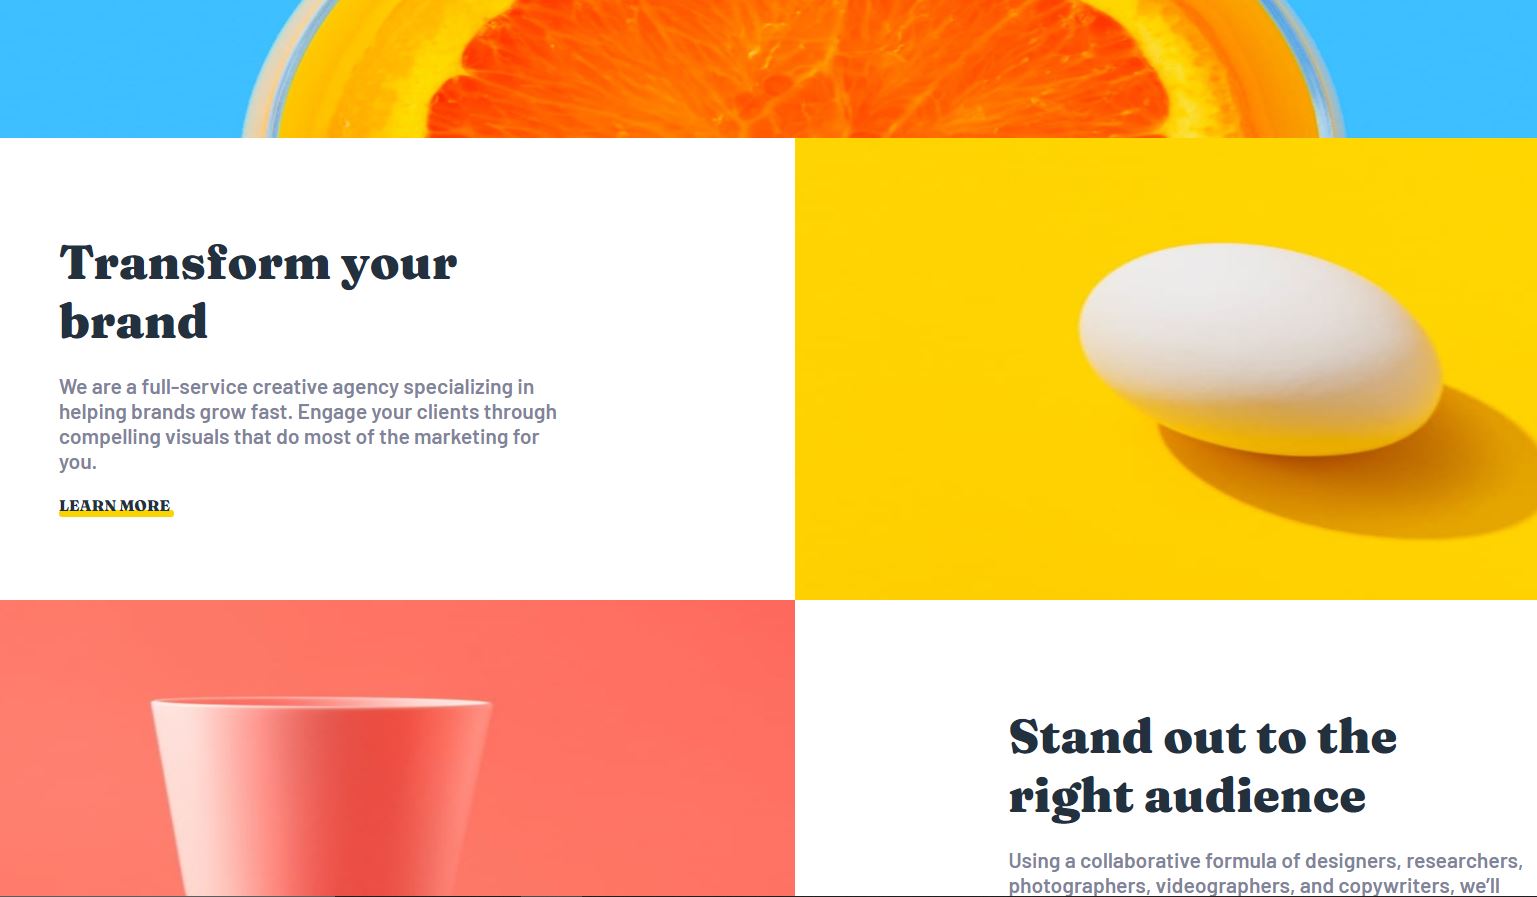 Transform your
brand
We are a full-service creative agency specializing in
helping brands grow fast. Engage your clients through
compelling visuals that do most of the marketing for
you.
LEARN MORE
Stand out to the
right audience
Using a collaborative formula of designers, researchers,
photographers, videographers, and copywriters, we’ll